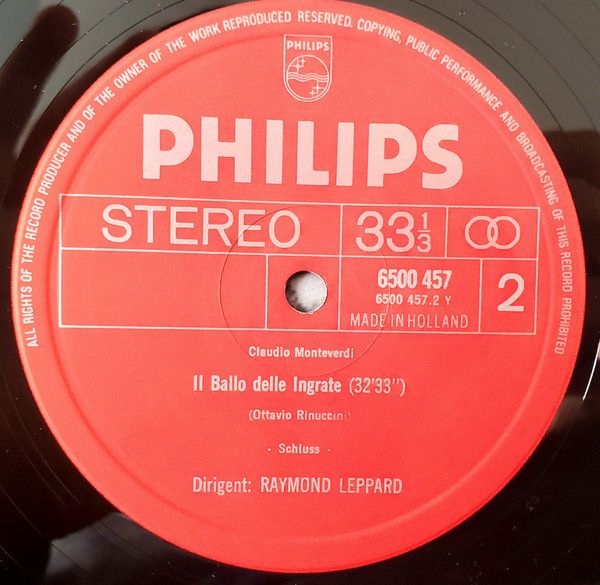 ALL RIGHTS OF THE RECORD PRODUCER AND OF THE OWNER OF THE WORK REPRODUCED RESERVED. COPYING, PUBLIC PERFORMANCE AND BROADCASTING OF THIS RECORD PROHIBITED
PHILIPS
PHILIPS
STEREO 33 1/3
6500 457
6500 457.2 Y
2
MADE IN HOLLAND
Claudio Monteverdi
Il Ballo delle Ingrate (32'33")
(Ottavio Rinuccini)
- Schluss -
Dirigent: RAYMOND LEPPARD